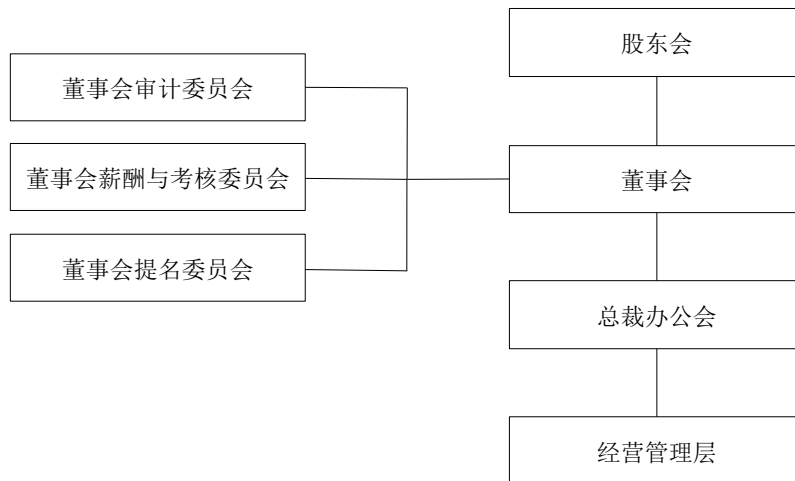 股东会
董事会审计委员会
董事会薪酬与考核委员会
董事会
董事会提名委员会
总裁办公会
经营管理层